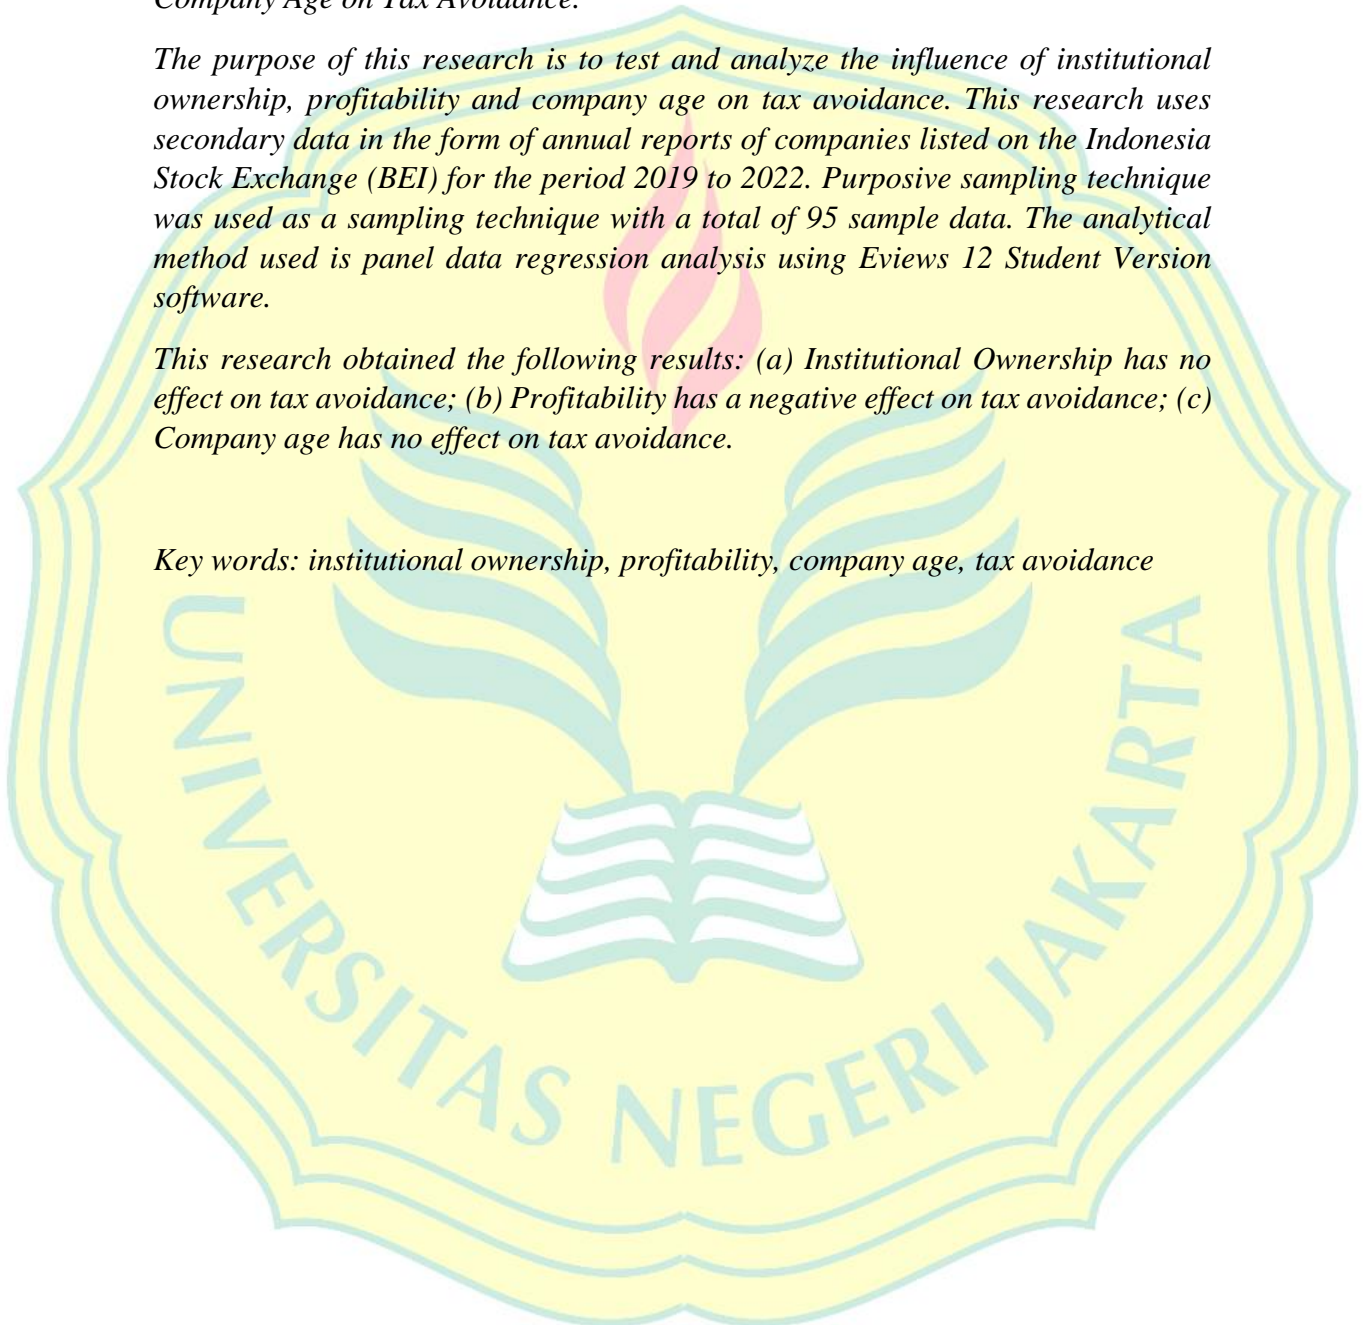 Company Age on Tax Avoidance.
The purpose of this research is to test and analyze the influence of institutional
ownership, profitability and company age on tax avoidance. This research uses
secondary data in the form of annual reports of companies listed on the Indonesia
Stock Exchange (BEI) for the period 2019 to 2022. Purposive sampling technique
was used as a sampling technique with a total of 95 sample data. The analytical
method used is panel data regression analysis using Eviews 12 Student Version
software.
This research obtained the following results: (a) Institutional Ownership has no
effect on tax avoidance; (b) Profitability has a negative effect on tax avoidance; (c)
Company age has no effect on tax avoidance.
Key words: institutional ownership, profitability, company age, tax avoidance
UNIVERSITAS NEGERI JAKARTA